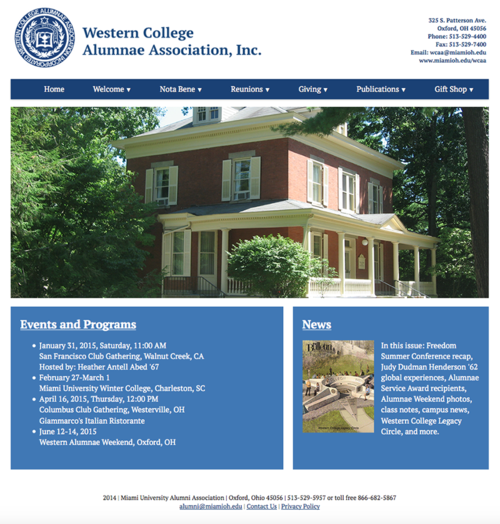 Western College
Alumnae Association, Inc.
325 S. Patterson Ave.
Oxford, OH 45056
Phone: 513-529-4400
Fax: 513-529-7400
Email: wcaa@miamioh.edu
www.miamioh.edu/wcaa
Home Welcome ▾ Nota Bene ▾ Reunions ▾ Giving ▾ Publications ▾ Gift Shop ▾
Events and Programs
• January 31, 2015, Saturday, 11:00 AM
San Francisco Club Gathering, Walnut Creek, CA
Hosted by: Heather Antell Abed '67
• February 27-March 1
Miami University Winter College, Charleston, SC
• April 16, 2015, Thursday, 12:00 PM
Columbus Club Gathering, Westerville, OH
Giammarco's Italian Ristorante
• June 12-14, 2015
Western Alumnae Weekend, Oxford, OH
News
In this issue: Freedom
Summer Conference recap,
Judy Dudman Henderson '62
global experiences, Alumnae
Service Award recipients,
Alumnae Weekend photos,
class notes, campus news,
Western College Legacy
Circle, and more.
2014 | Miami University Alumni Association | Oxford, Ohio 45056 | 513-529-5957 or toll free 866-682-5867
alumni@miamioh.edu | Contact Us | Privacy Policy